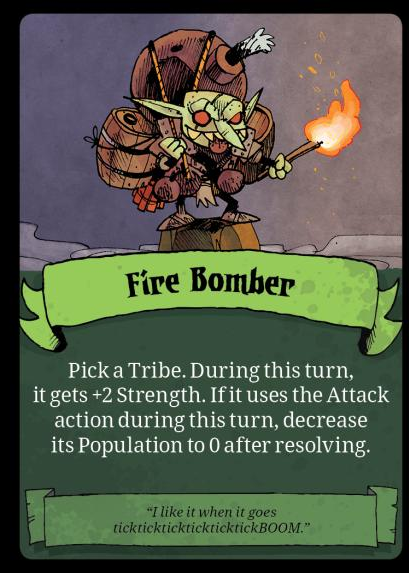 Fire Bomber
Pick a Tribe. During this turn,
it gets +2 Strength. If it uses the Attack
action during this turn, decrease
its Population to 0 after resolving.
“I like it when it goes
ticktickticktickticktickBOOM.”